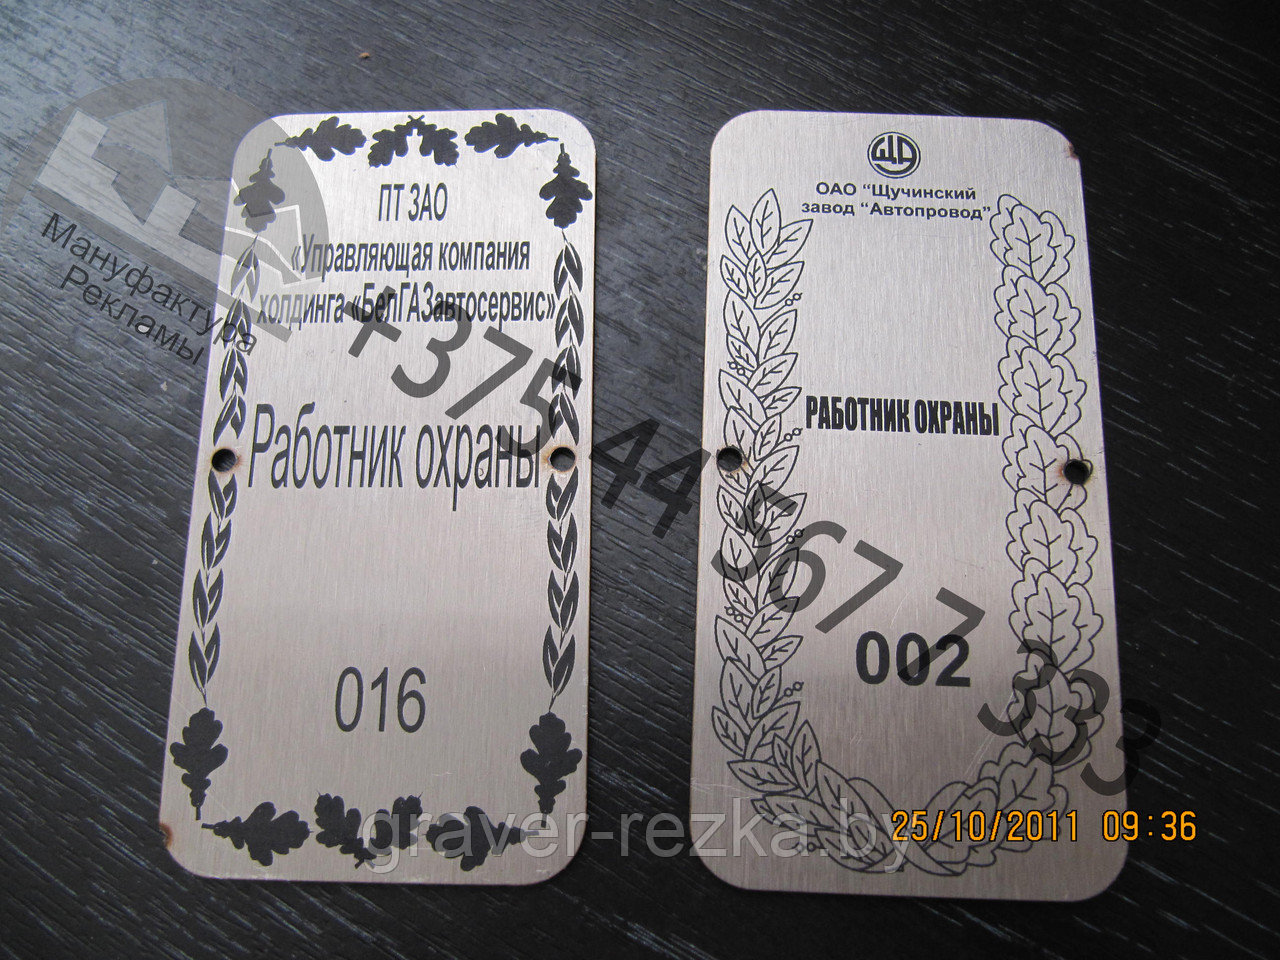 ПТ ЗАО
«Управляющая компания
холдинга «БелГАЗавтосервис»
Работник охраны
016
ЩА
ОАО “Щучинский
завод “Автопровод”
РАБОТНИК ОХРАНЫ
002
Мануфактура
Рекламы
+375 44 567 7 333
graver-rezka.by
25/10/2011 09:36